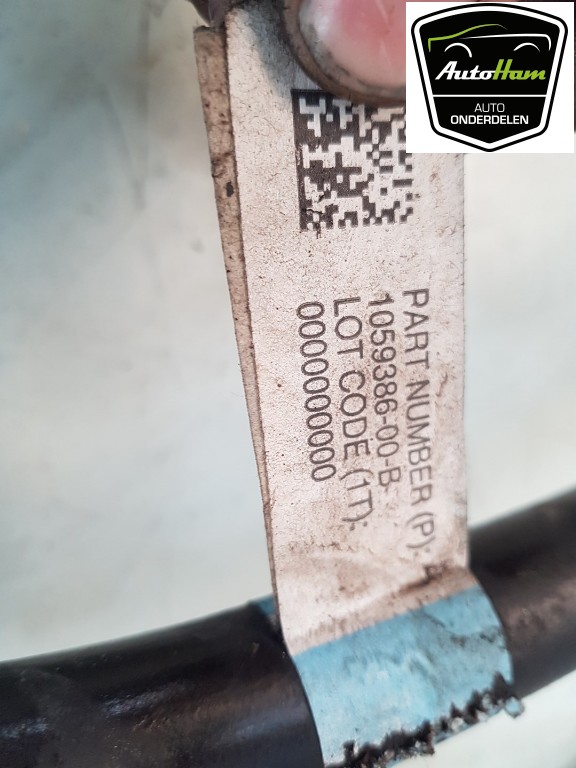 AutoHam
AUTO
ONDERDELEN
PART NUMBER (P):
1059386-00-B
LOT CODE (1T):
0000000000